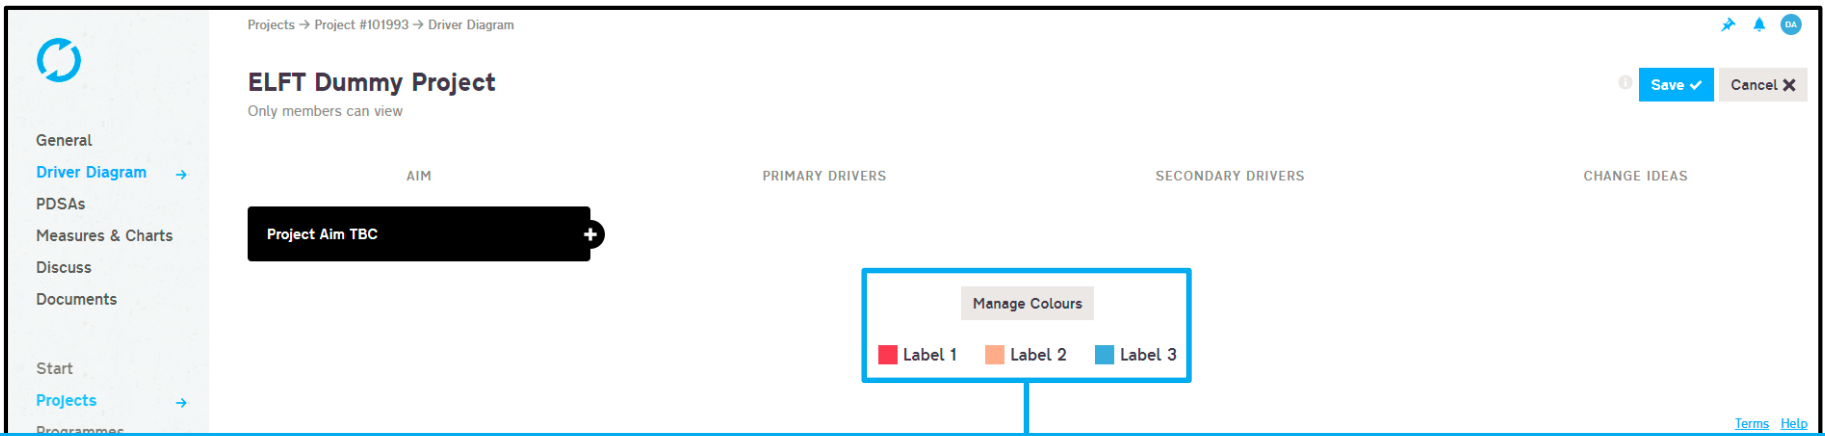 Projects → Project #101993 → Driver Diagram
DA
ELFT Dummy Project
Only members can view
Save
Cancel
General
Driver Diagram
PDSAs
Measures & Charts
Discuss
Documents
Start
Projects
Programmes
AIM
PRIMARY DRIVERS
SECONDARY DRIVERS
CHANGE IDEAS
Project Aim TBC
Manage Colours
Label 1
Label 2
Label 3
Terms
Help